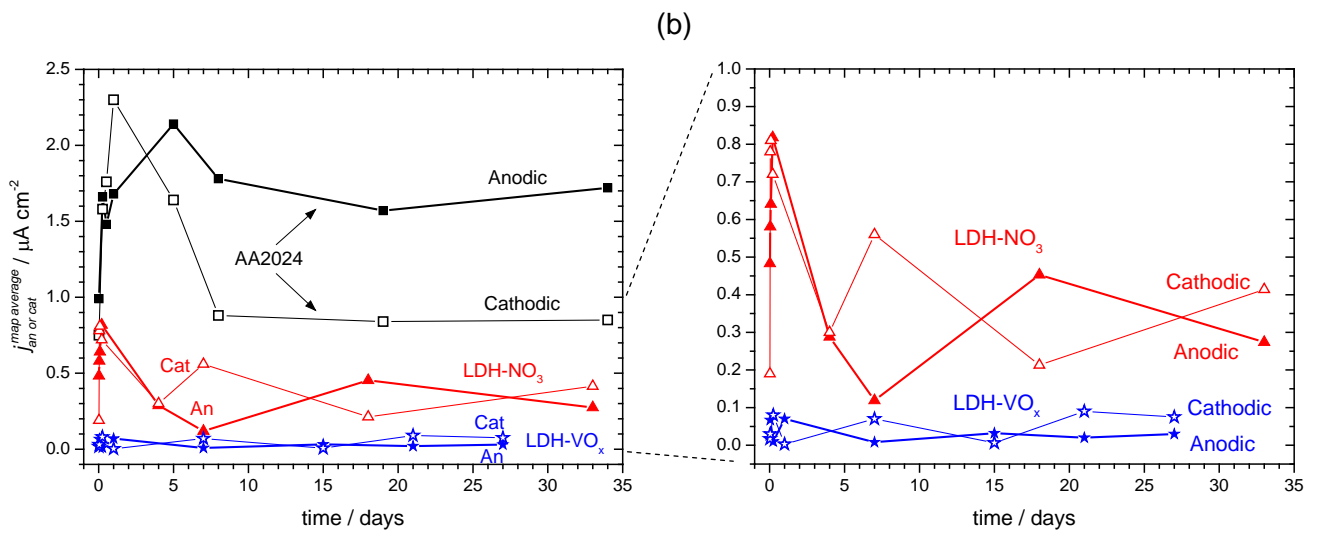 (b)
j an or cat map average / μA cm⁻²
2.5
2.0
1.5
1.0
0.5
0.0
Anodic
AA2024
Cathodic
Cat
LDH-NO₃
An
Cat
LDH-VOₓ
An
0 5 10 15 20 25 30 35
time / days
1.0
0.9
0.8
0.7
0.6
0.5
0.4
0.3
0.2
0.1
0.0
LDH-NO₃
Cathodic
Anodic
LDH-VOₓ
Cathodic
Anodic
0 5 10 15 20 25 30 35
time / days